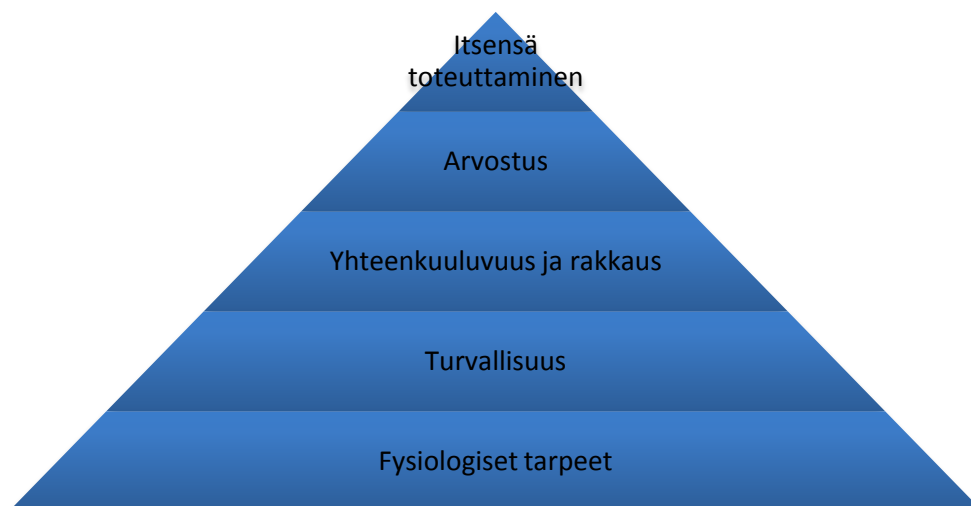 Itsensä
toteuttaminen
Arvostus
Yhteenkuuluvuus ja rakkaus
Turvallisuus
Fysiologiset tarpeet